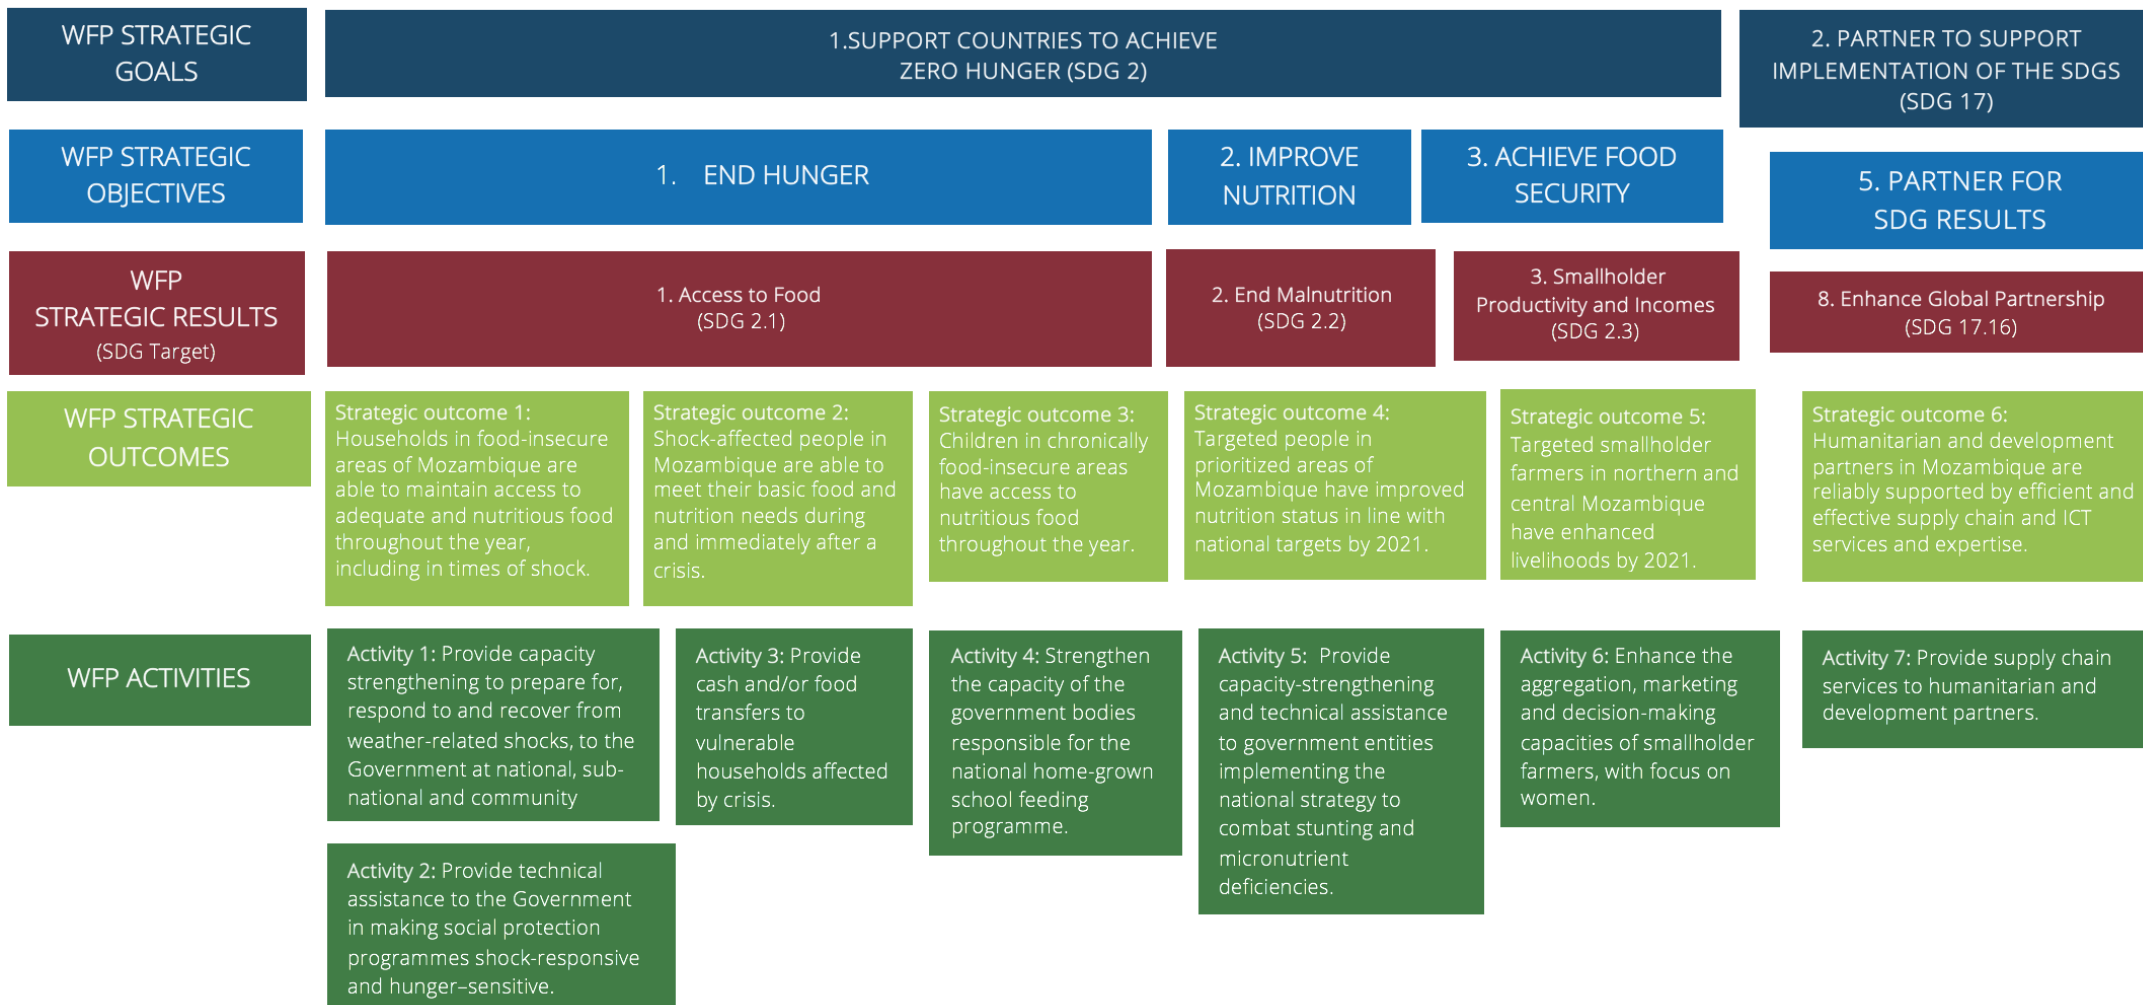 WFP STRATEGIC
GOALS
1.SUPPORT COUNTRIES TO ACHIEVE
ZERO HUNGER (SDG 2)
2. PARTNER TO SUPPORT
IMPLEMENTATION OF THE SDGS
(SDG 17)
WFP STRATEGIC
OBJECTIVES
1. END HUNGER
2. IMPROVE
NUTRITION
3. ACHIEVE FOOD
SECURITY
5. PARTNER FOR
SDG RESULTS
WFP
STRATEGIC RESULTS
(SDG Target)
1. Access to Food
(SDG 2.1)
2. End Malnutrition
(SDG 2.2)
3. Smallholder
Productivity and Incomes
(SDG 2.3)
8. Enhance Global Partnership
(SDG 17.16)
WFP STRATEGIC
OUTCOMES
Strategic outcome 1:
Households in food-insecure
areas of Mozambique are
able to maintain access to
adequate and nutritious food
throughout the year,
including in times of shock.
Strategic outcome 2:
Shock-affected people in
Mozambique are able to
meet their basic food and
nutrition needs during
and immediately after a
crisis.
Strategic outcome 3:
Children in chronically
food-insecure areas
have access to
nutritious food
throughout the year.
Strategic outcome 4:
Targeted people in
prioritized areas of
Mozambique have improved
nutrition status in line with
national targets by 2021.
Strategic outcome 5:
Targeted smallholder
farmers in northern and
central Mozambique
have enhanced
livelihoods by 2021.
Strategic outcome 6:
Humanitarian and development
partners in Mozambique are
reliably supported by efficient and
effective supply chain and ICT
services and expertise.
WFP ACTIVITIES
Activity 1: Provide capacity
strengthening to prepare for,
respond to and recover from
weather-related shocks, to the
Government at national, sub-
national and community
Activity 2: Provide technical
assistance to the Government
in making social protection
programmes shock-responsive
and hunger–sensitive.
Activity 3: Provide
cash and/or food
transfers to
vulnerable
households affected
by crisis.
Activity 4: Strengthen
the capacity of the
government bodies
responsible for the
national home-grown
school feeding
programme.
Activity 5: Provide
capacity-strengthening
and technical assistance
to government entities
implementing the
national strategy to
combat stunting and
micronutrient
deficiencies.
Activity 6: Enhance the
aggregation, marketing
and decision-making
capacities of smallholder
farmers, with focus on
women.
Activity 7: Provide supply chain
services to humanitarian and
development partners.